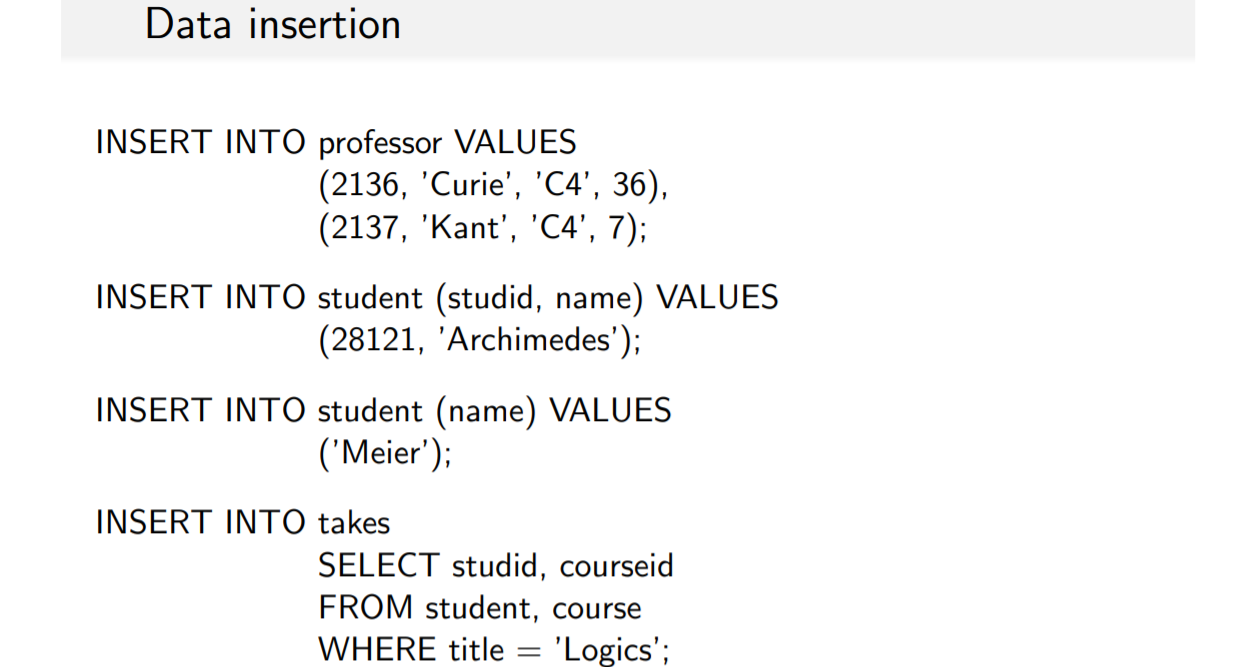 Data insertion
INSERT INTO professor VALUES
(2136, ’Curie’, ’C4’, 36),
(2137, ’Kant’, ’C4’, 7);
INSERT INTO student (studid, name) VALUES
(28121, ’Archimedes’);
INSERT INTO student (name) VALUES
(’Meier’);
INSERT INTO takes
SELECT studid, courseid
FROM student, course
WHERE title = ’Logics’;